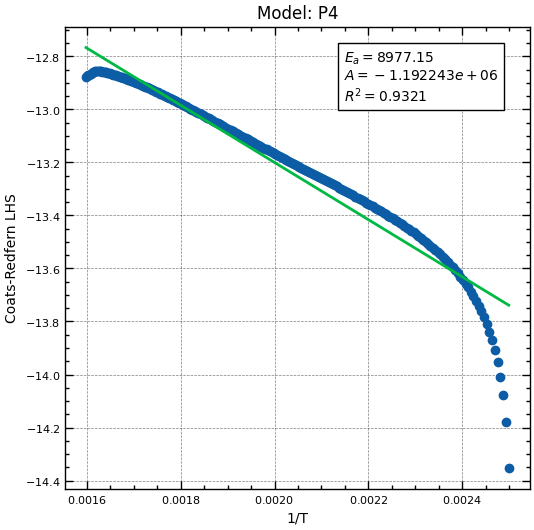 Model: P4
E_a = 8977.15
A = −1.192243e + 06
R² = 0.9321
Coats-Redfern LHS
−12.8
−13.0
−13.2
−13.4
−13.6
−13.8
−14.0
−14.2
−14.4
0.0016 0.0018 0.0020 0.0022 0.0024
1/T